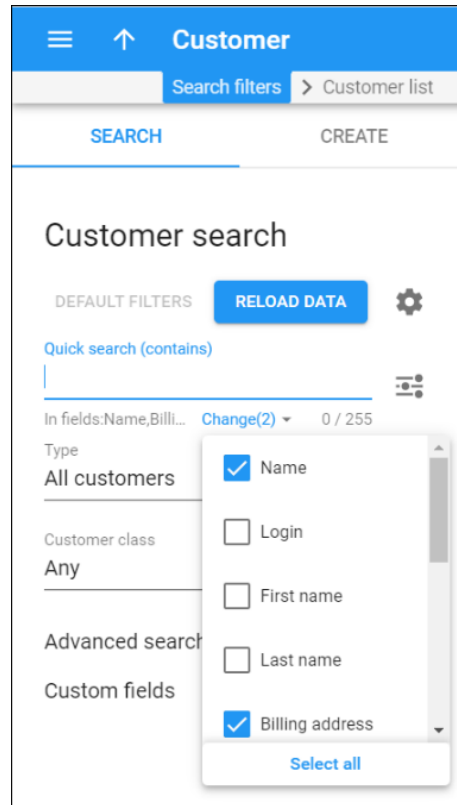 Customer
Search filters > Customer list
SEARCH CREATE
Customer search
DEFAULT FILTERS RELOAD DATA
Quick search (contains)
In fields:Name,Billi... Change(2) 0 / 255
Type
All customers
Name
Login
Customer class
Any
First name
Last name
Advanced search
Custom fields
Billing address
Select all